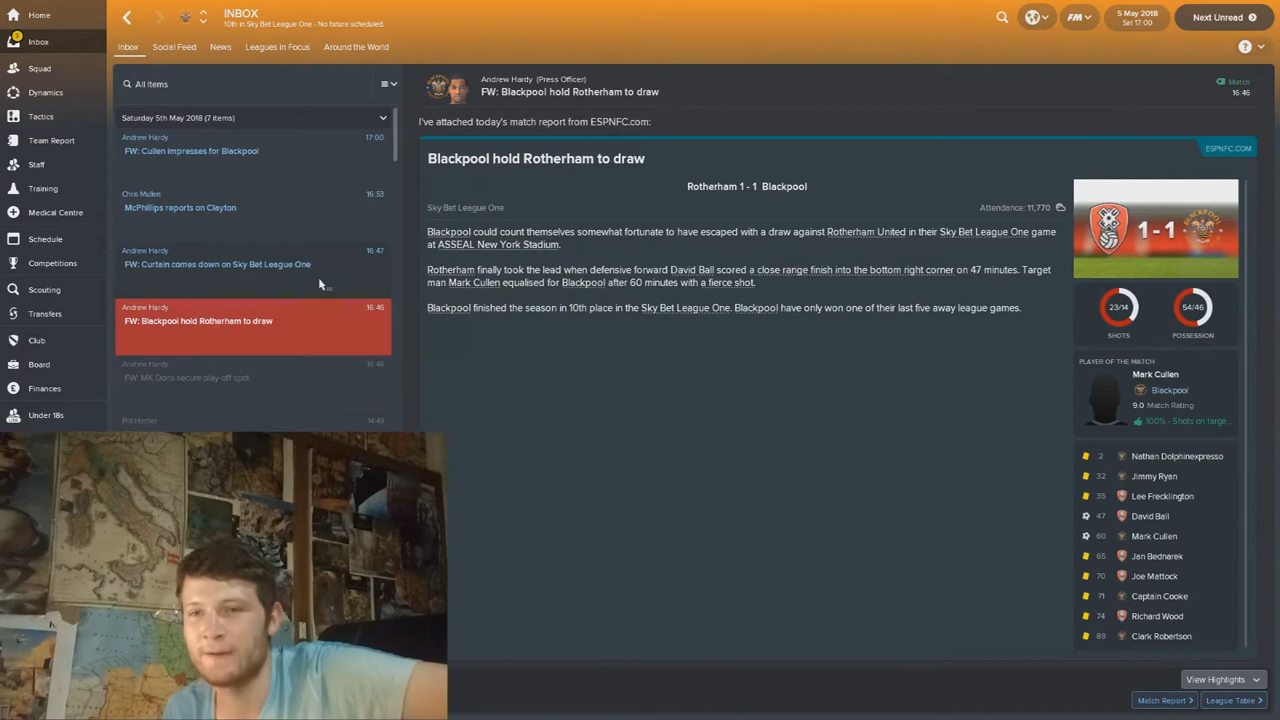 Home
INBOX
10th in Sky Bet League One - No fixture scheduled.
FM
5 May 2018
Sat 17:00
Next Unread
3
Inbox
Inbox
Social Feed
News
Leagues in Focus
Around the World
?
Squad
Dynamics
Tactics
Team Report
Staff
Training
Medical Centre
Schedule
Competitions
Scouting
Transfers
Club
Board
Finances
Under 18s
All Items
Saturday 5th May 2018 (7 items)
Andrew Hardy 17:00
FW: Cullen impresses for Blackpool
Chris Mullen 16:53
McPhillips reports on Clayton
Andrew Hardy 16:47
FW: Curtain comes down on Sky Bet League One
Andrew Hardy 16:46
FW: Blackpool hold Rotherham to draw
Andrew Hardy 16:46
FW: MK Dons secure play-off spot
Phil Horner 14:49
Andrew Hardy (Press Officer)
FW: Blackpool hold Rotherham to draw
Match
16:46
I've attached today's match report from ESPNFC.com:
ESPNFC.COM
Blackpool hold Rotherham to draw
Rotherham 1 - 1 Blackpool
Sky Bet League One
Attendance: 11,770
Blackpool could count themselves somewhat fortunate to have escaped with a draw against Rotherham United in their Sky Bet League One game
at ASSEAL New York Stadium.
Rotherham finally took the lead when defensive forward David Ball scored a close range finish into the bottom right corner on 47 minutes. Target
man Mark Cullen equalised for Blackpool after 60 minutes with a fierce shot.
Blackpool finished the season in 10th place in the Sky Bet League One. Blackpool have only won one of their last five away league games.
1 - 1
23/14
54/46
SHOTS
POSSESSION
PLAYER OF THE MATCH
Mark Cullen
Blackpool
9.0 Match Rating
100% - Shots on targe...
2 Nathan Dolphinexpresso
32 Jimmy Ryan
35 Lee Frecklington
47 David Ball
60 Mark Cullen
65 Jan Bednarek
70 Joe Mattock
71 Captain Cooke
74 Richard Wood
89 Clark Robertson
View Highlights
Match Report
League Table